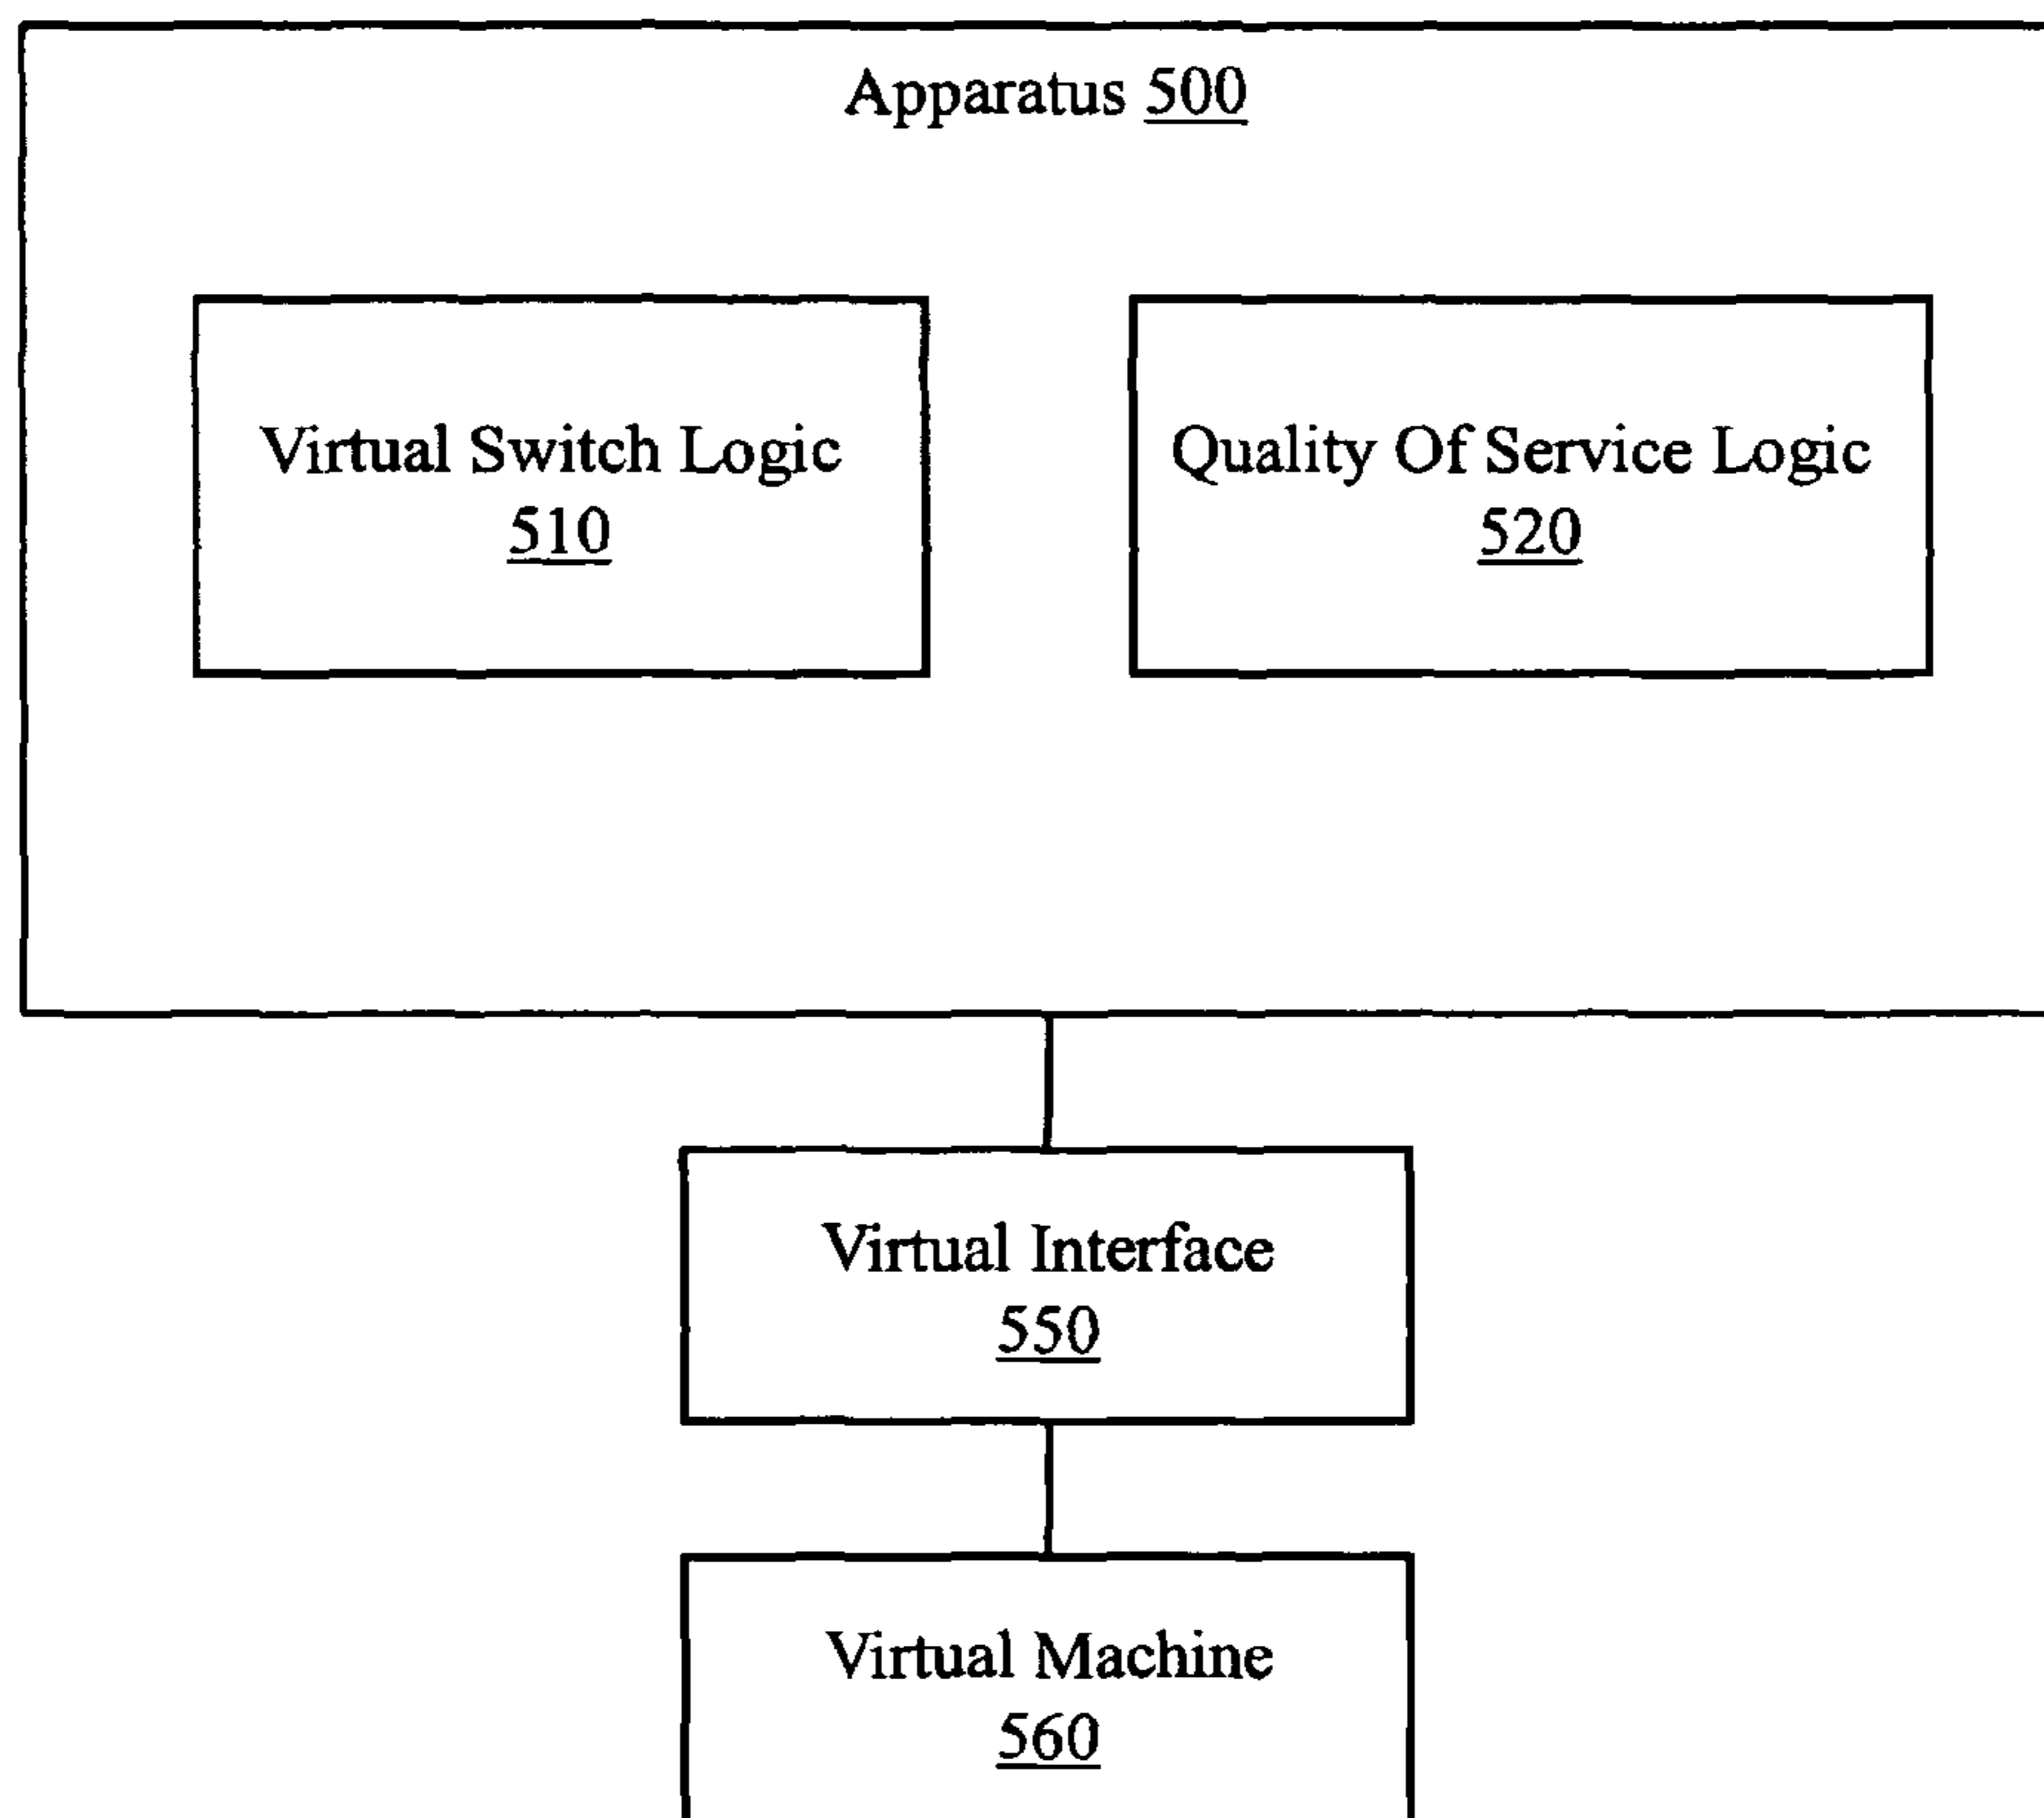 Apparatus 500
Virtual Switch Logic
510
Quality Of Service Logic
520
Virtual Interface
550
Virtual Machine
560